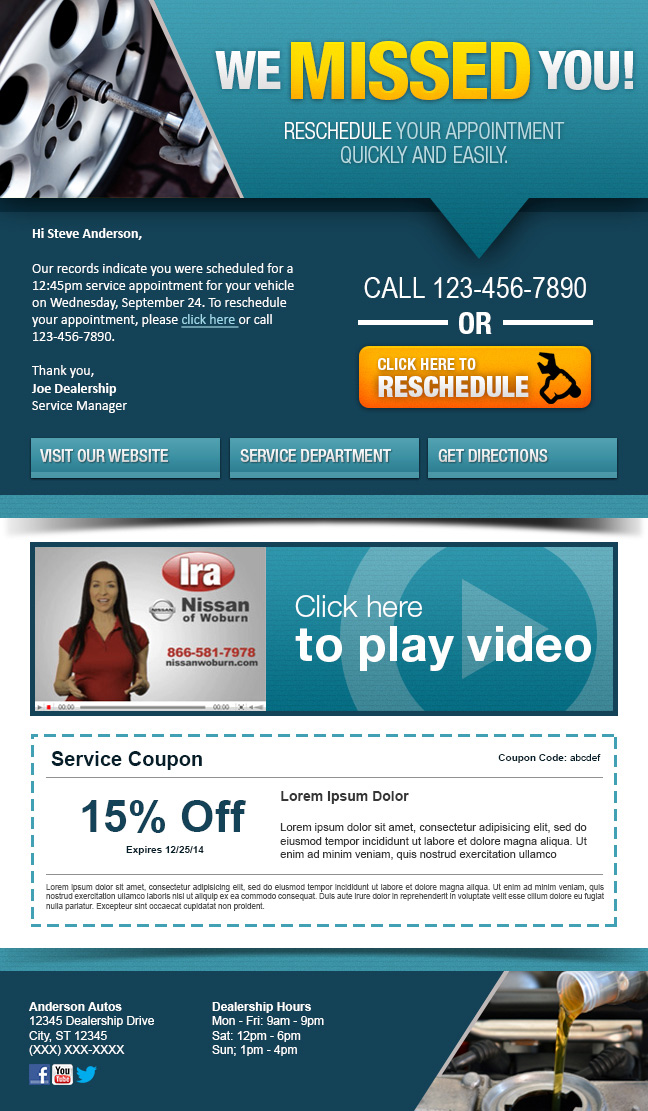 WE MISSED YOU!
RESCHEDULE YOUR APPOINTMENT
QUICKLY AND EASILY.
Hi Steve Anderson,
Our records indicate you were scheduled for a
12:45pm service appointment for your vehicle
on Wednesday, September 24. To reschedule
your appointment, please click here or call
123-456-7890.
Thank you,
Joe Dealership
Service Manager
CALL 123-456-7890
OR
CLICK HERE TO
RESCHEDULE
VISIT OUR WEBSITE
SERVICE DEPARTMENT
GET DIRECTIONS
Ira
Nissan
of Woburn
866-581-7978
nissanwoburn.com
00:00
00:00
Click here
to play video
Service Coupon
Coupon Code: abcdef
15% Off
Expires 12/25/14
Lorem Ipsum Dolor
Lorem ipsum dolor sit amet, consectetur adipisicing elit, sed do
eiusmod tempor incididunt ut labore et dolore magna aliqua. Ut
enim ad minim veniam, quis nostrud exercitation ullamco
Lorem ipsum dolor sit amet, consectetur adipisicing elit, sed do eiusmod tempor incididunt ut labore et dolore magna aliqua. Ut enim ad minim veniam, quis
nostrud exercitation ullamco laboris nisi ut aliquip ex ea commodo consequat. Duis aute irure dolor in reprehenderit in voluptate velit esse cillum dolore eu fugiat
nulla pariatur. Excepteur sint occaecat cupidatat non proident.
Anderson Autos
12345 Dealership Drive
City, ST 12345
(XXX) XXX-XXXX
Dealership Hours
Mon - Fri: 9am - 9pm
Sat: 12pm - 6pm
Sun; 1pm - 4pm
f
You
Tube